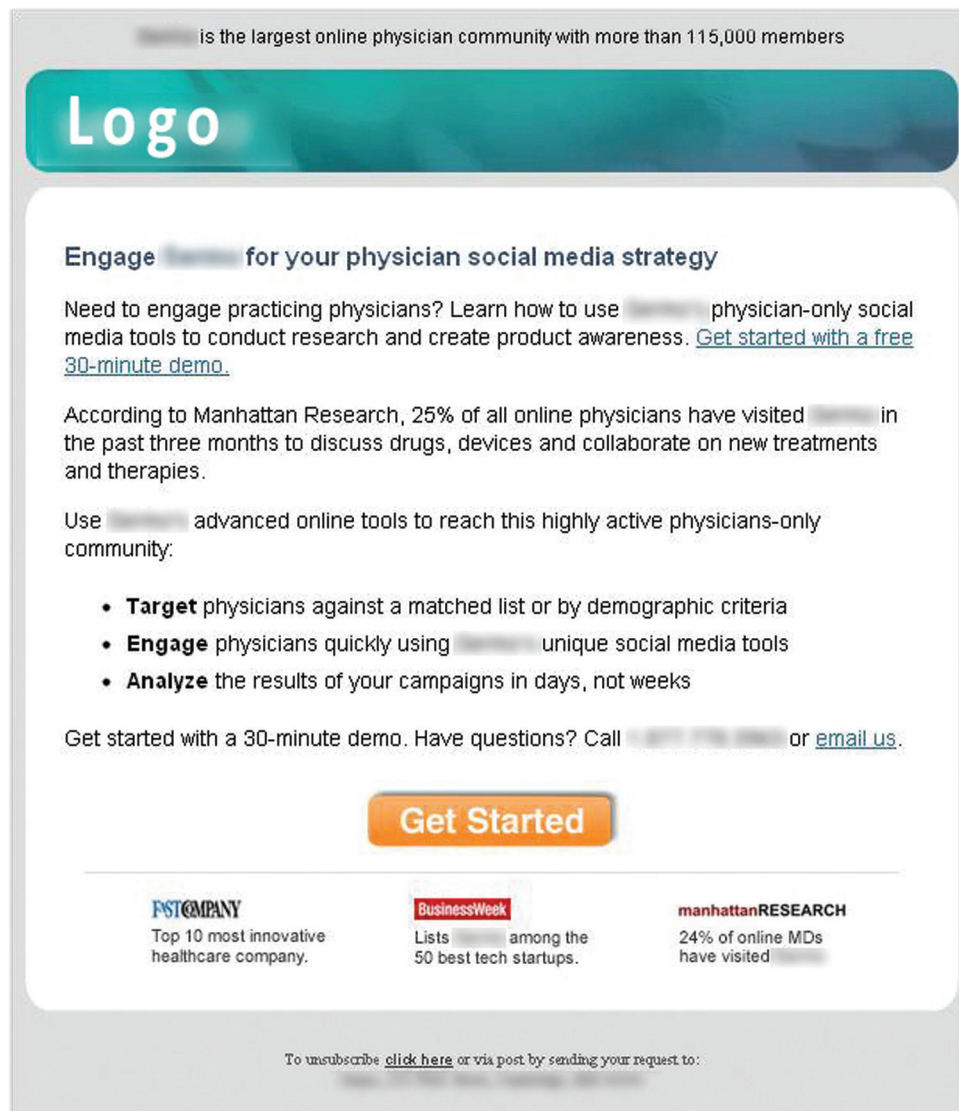 is the largest online physician community with more than 115,000 members
Logo
Engage for your physician social media strategy
Need to engage practicing physicians? Learn how to use physician-only social
media tools to conduct research and create product awareness. Get started with a free
30-minute demo.
According to Manhattan Research, 25% of all online physicians have visited in
the past three months to discuss drugs, devices and collaborate on new treatments
and therapies.
Use advanced online tools to reach this highly active physicians-only
community:
• Target physicians against a matched list or by demographic criteria
• Engage physicians quickly using unique social media tools
• Analyze the results of your campaigns in days, not weeks
Get started with a 30-minute demo. Have questions? Call or email us.
Get Started
FAST COMPANY
Top 10 most innovative
healthcare company.
BusinessWeek
Lists among the
50 best tech startups.
manhattanRESEARCH
24% of online MDs
have visited
To unsubscribe click here or via post by sending your request to: